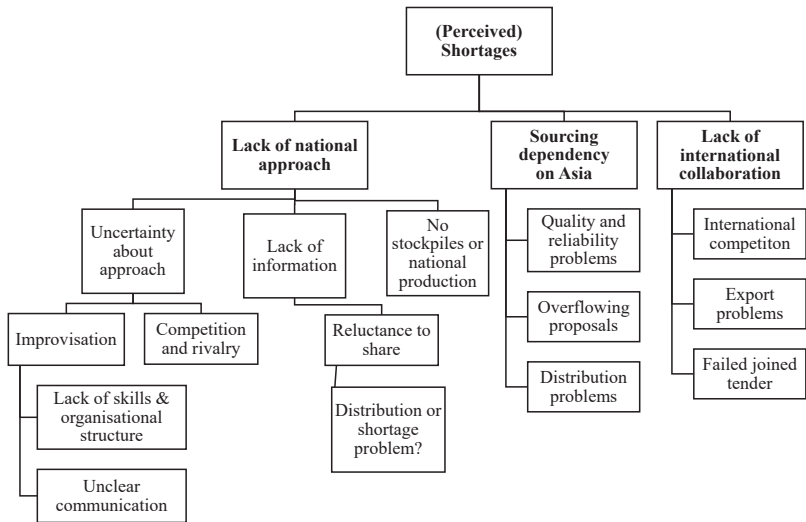 (Perceived)
Shortages
Lack of national
approach
Sourcing
dependency
on Asia
Lack of
international
collaboration
Uncertainty
about
approach
Lack of
information
No
stockpiles or
national
production
Quality and
reliability
problems
International
competiton
Improvisation
Competition
and rivalry
Reluctance to
share
Overflowing
proposals
Export
problems
Lack of skills &
organisational
structure
Distribution or
shortage
problem?
Distribution
problems
Failed joined
tender
Unclear
communication